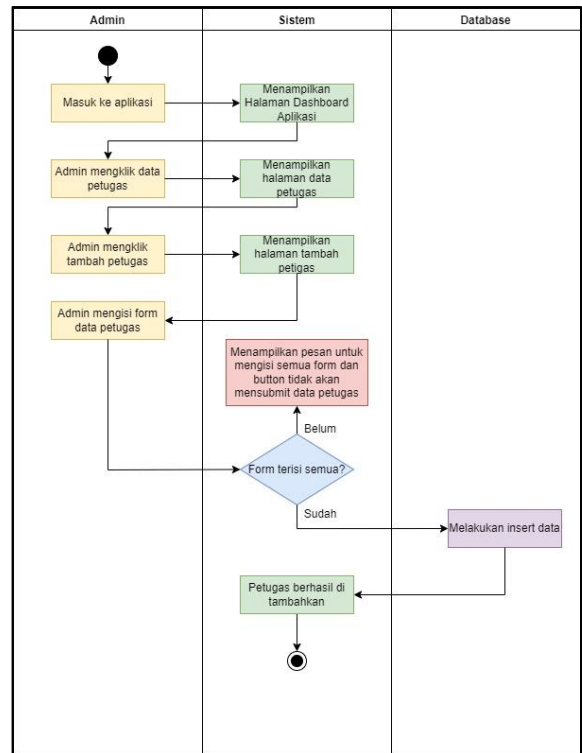 Admin
Sistem
Database
Masuk ke aplikasi
Menampilkan
Halaman Dashboard
Aplikasi
Admin mengklik data
petugas
Menampilkan
halaman data
petugas
Admin mengklik
tambah petugas
Menampilkan
halaman tambah
petigas
Admin mengisi form
data petugas
Menampilkan pesan untuk
mengisi semua form dan
button tidak akan
mensubmit data petugas
Belum
Form terisi semua?
Sudah
Melakukan insert data
Petugas berhasil di
tambahkan